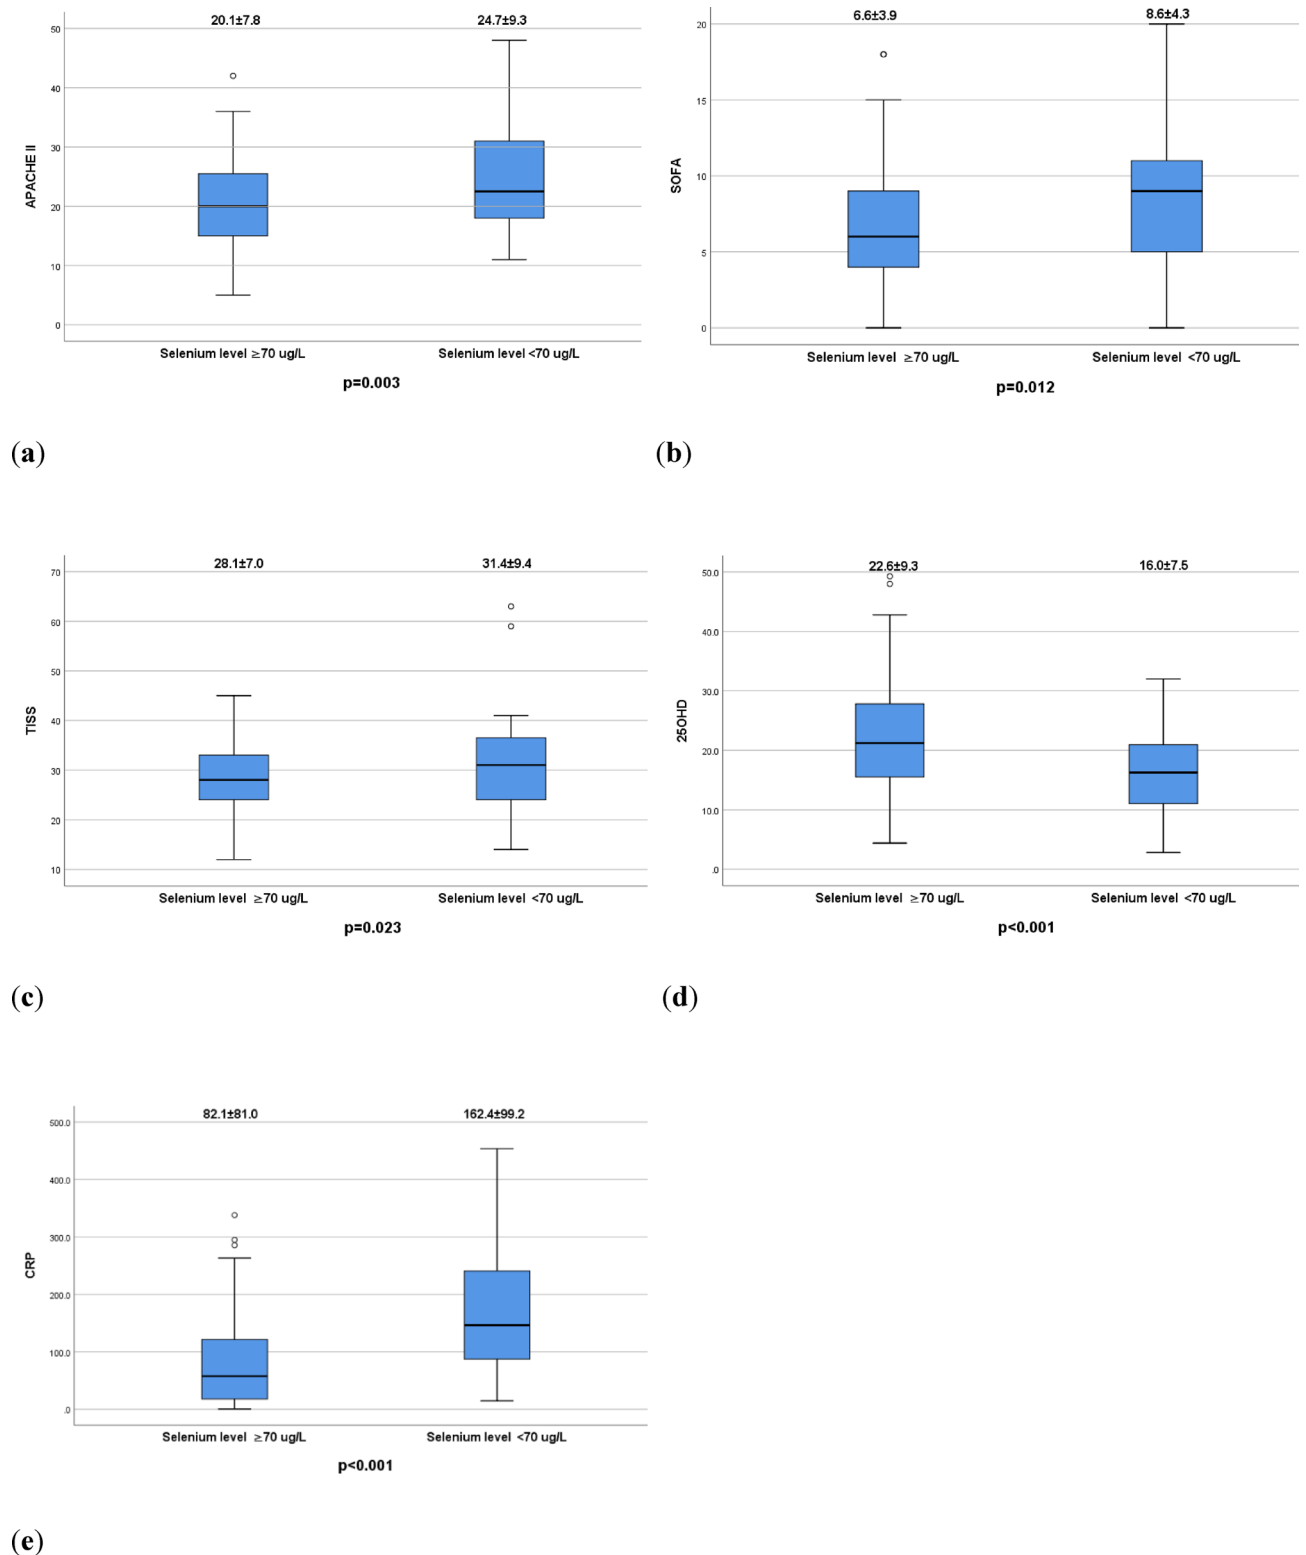 20.1±7.8 24.7±9.3
50
40
30
20
10
0
APACHE II
Selenium level ≥70 ug/L Selenium level <70 ug/L
p=0.003
(a)
6.6±3.9 8.6±4.3
20
15
10
5
0
SOFA
Selenium level ≥70 ug/L Selenium level <70 ug/L
p=0.012
(b)
28.1±7.0 31.4±9.4
70
60
50
40
30
20
10
TISS
Selenium level ≥70 ug/L Selenium level <70 ug/L
p=0.023
(c)
22.6±9.3 16.0±7.5
50.0
40.0
30.0
20.0
10.0
.0
25OHD
Selenium level ≥70 ug/L Selenium level <70 ug/L
p<0.001
(d)
82.1±81.0 162.4±99.2
500.0
400.0
300.0
200.0
100.0
.0
CRP
Selenium level ≥70 ug/L Selenium level <70 ug/L
p<0.001
(e)